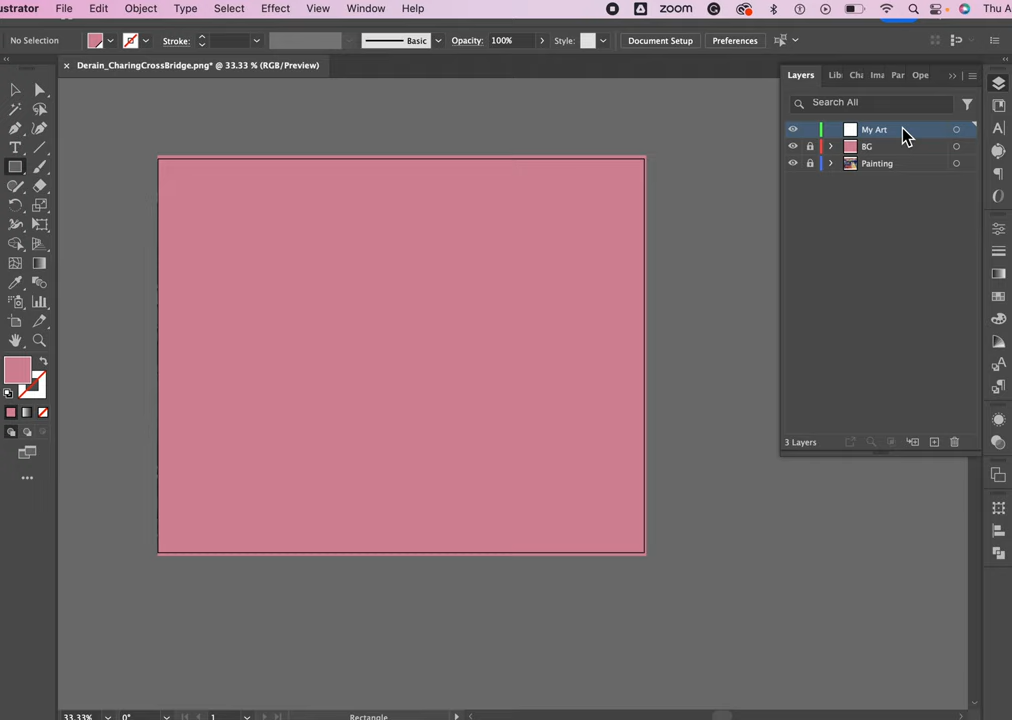 ustrator File Edit Object Type Select Effect View Window Help zoom Thu A
No Selection Stroke: Basic Opacity: 100% Style: Document Setup Preferences
× Derain_CharingCrossBridge.png* @ 33.33 % (RGB/Preview)
Layers Lib Cha Ima Par Ope
Search All
My Art
BG
Painting
3 Layers
33.33% 0° 1 Rectangle